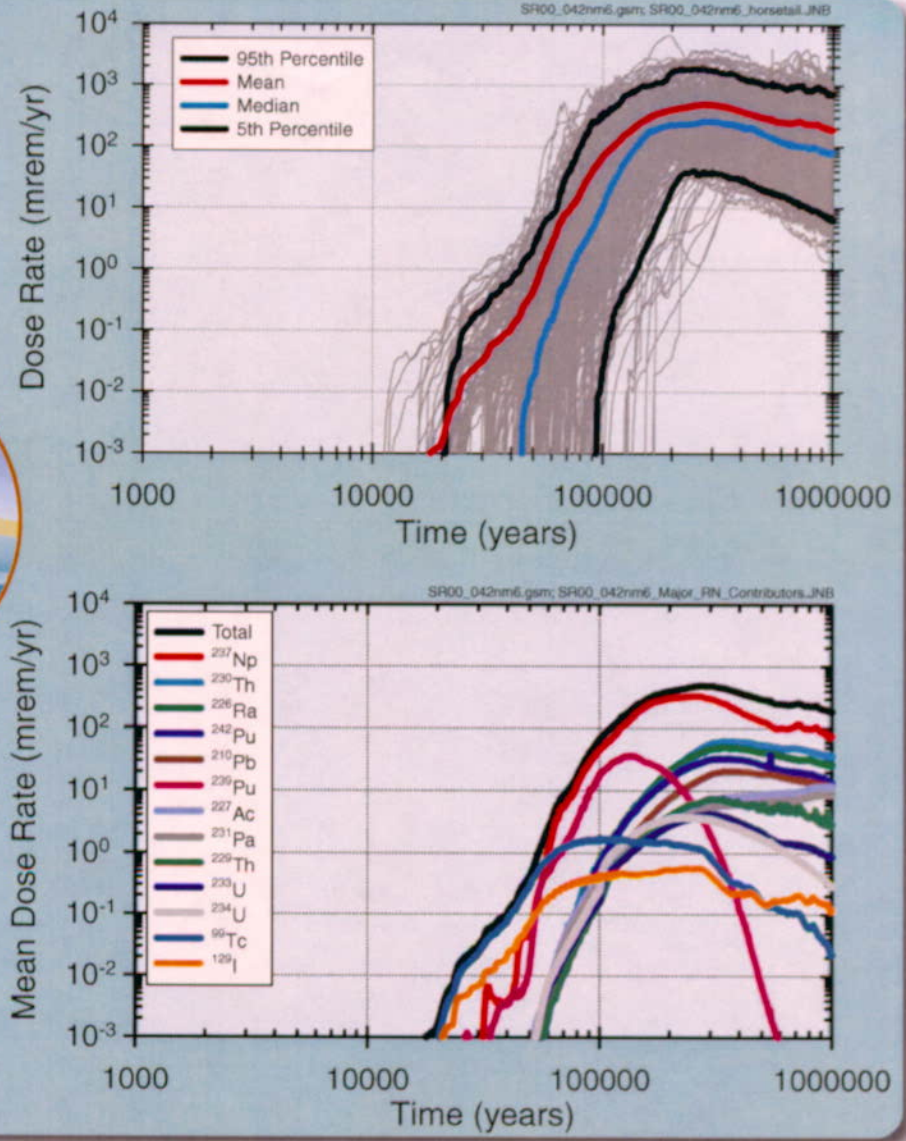 SR00_042nm6.gsm; SR00_042nm6_horsetail.JNB
Dose Rate (mrem/yr)
10⁴
10³
10²
10¹
10⁰
10⁻¹
10⁻²
10⁻³
95th Percentile
Mean
Median
5th Percentile
1000 10000 100000 1000000
Time (years)
SR00_042nm6.gsm; SR00_042nm6_Major_RN_Contributors.JNB
Mean Dose Rate (mrem/yr)
10⁴
10³
10²
10¹
10⁰
10⁻¹
10⁻²
10⁻³
Total
²³⁷Np
²³⁰Th
²²⁶Ra
²⁴²Pu
²¹⁰Pb
²³⁹Pu
²²⁷Ac
²³¹Pa
²²⁹Th
²³³U
²³⁴U
⁹⁹Tc
¹²⁹I
1000 10000 100000 1000000
Time (years)